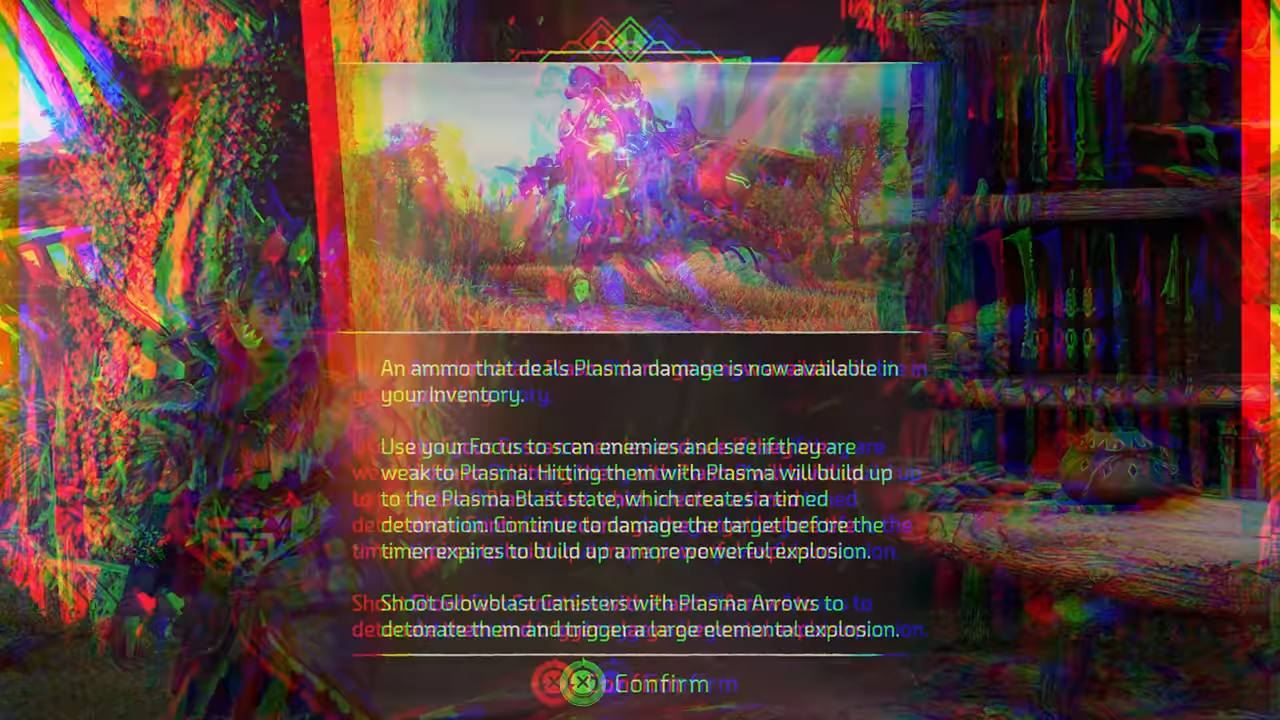 An ammo that deals Plasma damage is now available in
your Inventory.
Use your Focus to scan enemies and see if they are
weak to Plasma. Hitting them with Plasma will build up
to the Plasma Blast state, which creates a timed
detonation. Continue to damage the target before the
timer expires to build up a more powerful explosion.
Shoot Glowblast Canisters with Plasma Arrows to
detonate them and trigger a large elemental explosion.
Confirm